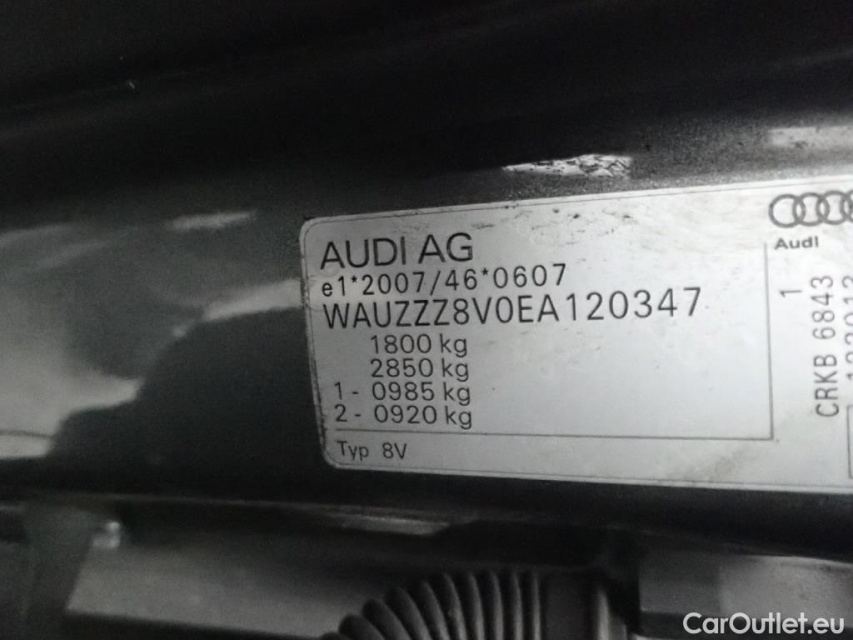 AUDI AG
e1*2007/46*0607
WAUZZZ8V0EA120347
1800 kg
2850 kg
1 - 0985 kg
2 - 0920 kg
Typ 8V
Audi
1
CRKB 6843
CarOutlet.eu